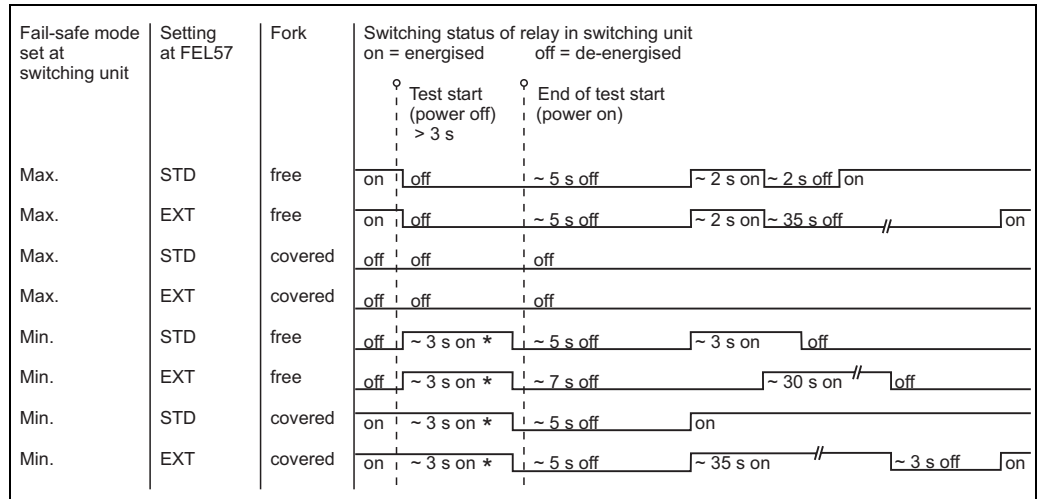 Fail-safe mode set at switching unit
Setting at FEL57
Fork
Switching status of relay in switching unit
on = energised off = de-energised
Test start (power off) > 3 s
End of test start (power on)
Max. STD free on off ~ 5 s off ~ 2 s on ~ 2 s off on
Max. EXT free on off ~ 5 s off ~ 2 s on ~ 35 s off on
Max. STD covered off off off
Max. EXT covered off off off
Min. STD free off ~ 3 s on * ~ 5 s off ~ 3 s on off
Min. EXT free off ~ 3 s on * ~ 7 s off ~ 30 s on off
Min. STD covered on ~ 3 s on * ~ 5 s off on
Min. EXT covered on ~ 3 s on * ~ 5 s off ~ 35 s on ~ 3 s off on